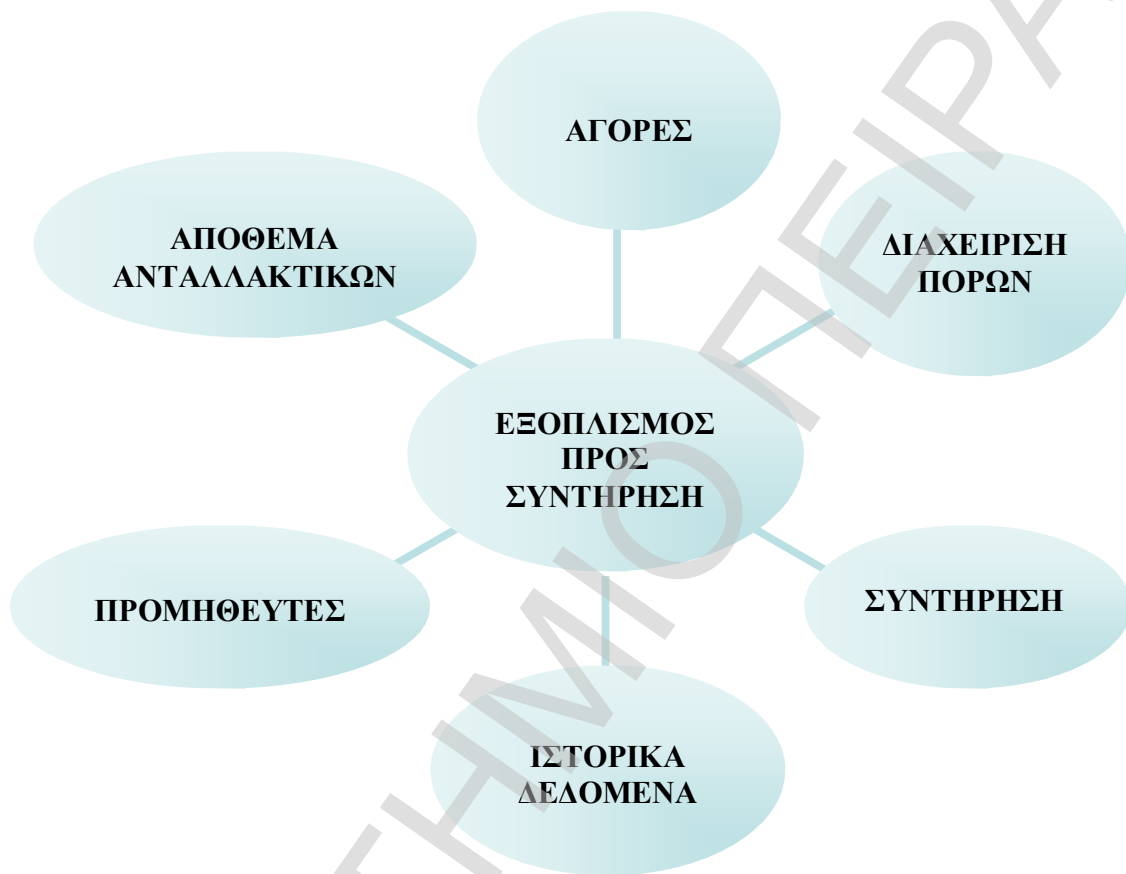 ΑΓΟΡΕΣ
ΑΠΟΘΕΜΑ
ΑΝΤΑΛΛΑΚΤΙΚΩΝ
ΔΙΑΧΕΙΡΙΣΗ
ΠΟΡΩΝ
ΕΞΟΠΛΙΣΜΟΣ
ΠΡΟΣ
ΣΥΝΤΗΡΗΣΗ
ΠΡΟΜΗΘΕΥΤΕΣ
ΣΥΝΤΗΡΗΣΗ
ΙΣΤΟΡΙΚΑ
ΔΕΔΟΜΕΝΑ